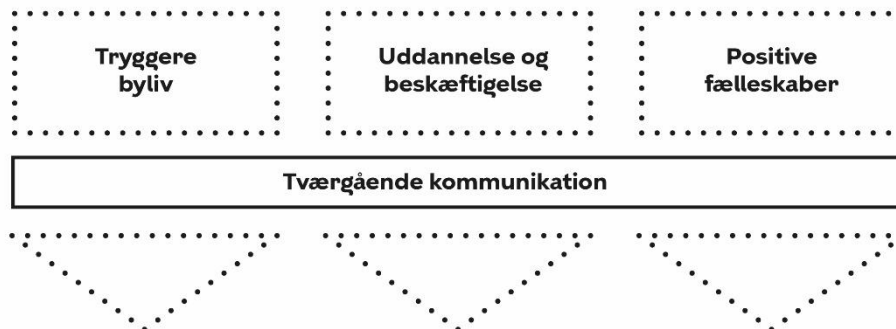 Tryggere
byliv
Uddannelse og
beskæftigelse
Positive
fælleskaber
Tværgående kommunikation